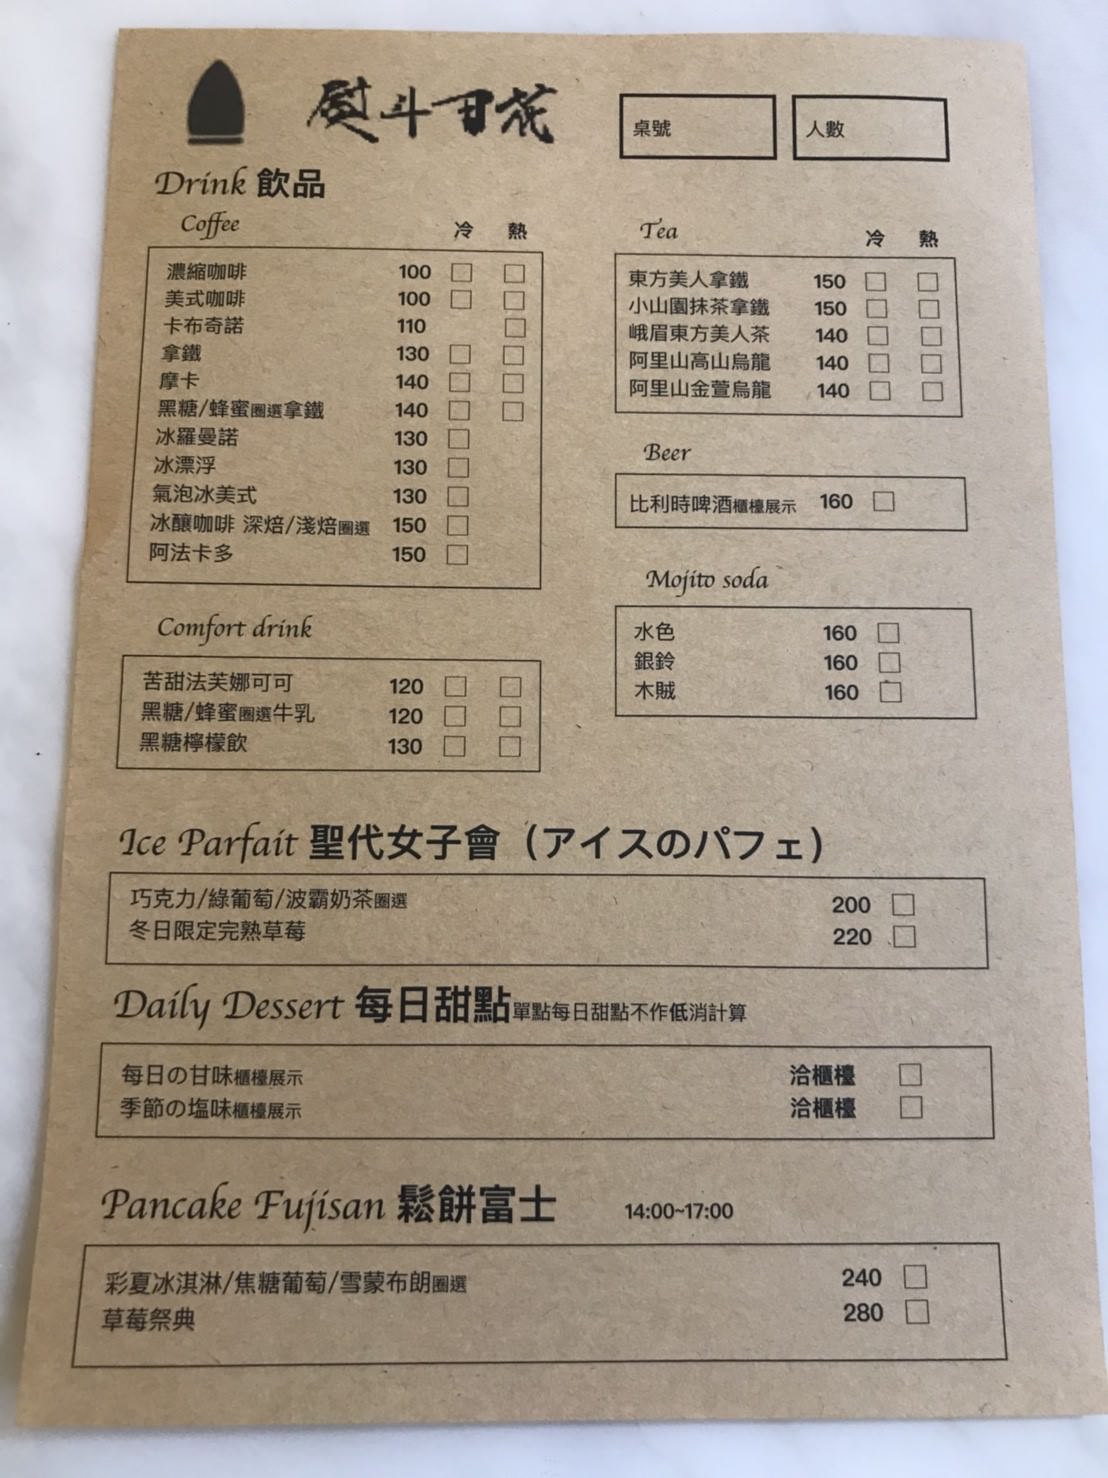 熨斗目花
桌號
人數
Drink 飲品
Coffee 冷 熱
濃縮咖啡 100
美式咖啡 100
卡布奇諾 110
拿鐵 130
摩卡 140
黑糖/蜂蜜圈選拿鐵 140
冰羅曼諾 130
冰漂浮 130
氣泡冰美式 130
冰釀咖啡 深焙/淺焙圈選 150
阿法卡多 150
Comfort drink
苦甜法芙娜可可 120
黑糖/蜂蜜圈選牛乳 120
黑糖檸檬飲 130
Tea 冷 熱
東方美人拿鐵 150
小山園抹茶拿鐵 150
峨眉東方美人茶 140
阿里山高山烏龍 140
阿里山金萱烏龍 140
Beer
比利時啤酒櫃檯展示 160
Mojito soda
水色 160
銀鈴 160
木賊 160
Ice Parfait 聖代女子會（アイスのパフェ）
巧克力/綠葡萄/波霸奶茶圈選 200
冬日限定完熟草莓 220
Daily Dessert 每日甜點單點每日甜點不作低消計算
每日の甘味櫃檯展示 洽櫃檯
季節の塩味櫃檯展示 洽櫃檯
Pancake Fujisan 鬆餅富士 14:00~17:00
彩夏冰淇淋/焦糖葡萄/雪蒙布朗圈選 240
草莓祭典 280